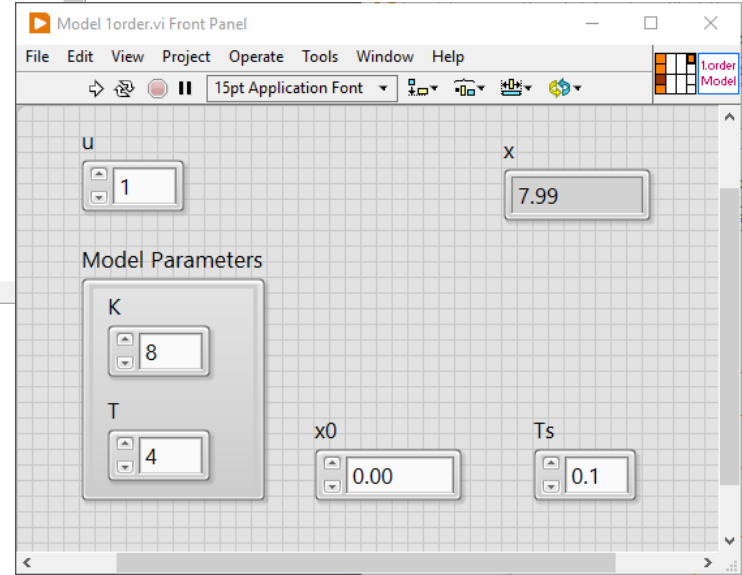 Model 1order.vi Front Panel
File Edit View Project Operate Tools Window Help
15pt Application Font
1.order
Model
u
1
x
7.99
Model Parameters
K
8
T
4
x0
0.00
Ts
0.1